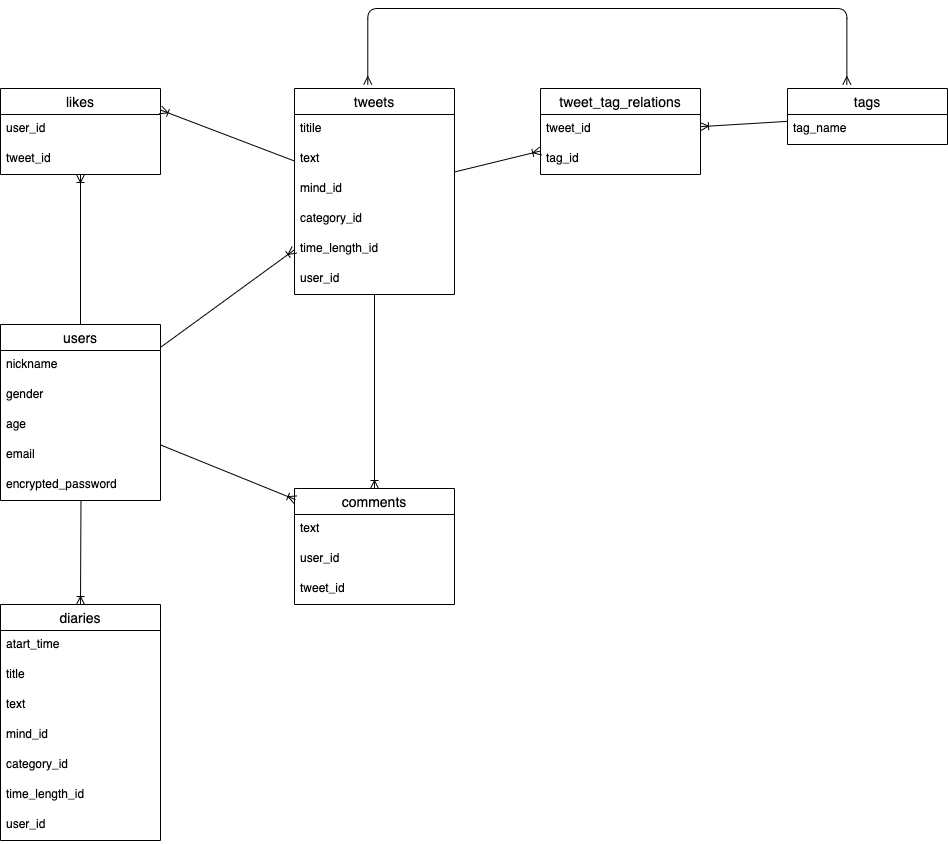 likes
user_id
tweet_id
tweets
titile
text
mind_id
category_id
time_length_id
user_id
tweet_tag_relations
tweet_id
tag_id
tags
tag_name
users
nickname
gender
age
email
encrypted_password
comments
text
user_id
tweet_id
diaries
atart_time
title
text
mind_id
category_id
time_length_id
user_id